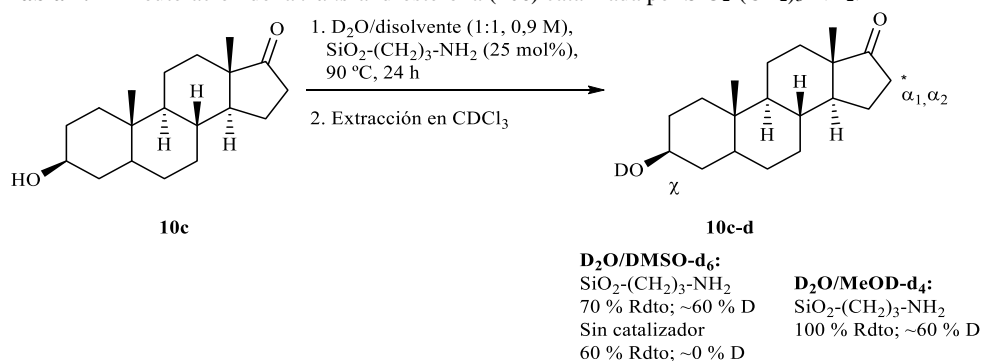 1. D2O/disolvente (1:1, 0,9 M),
SiO2-(CH2)3-NH2 (25 mol%),
90 ºC, 24 h
2. Extracción en CDCl3
O
H
H
H
HO
10c
O
*
α1,α2
H
H
H
DO
χ
10c-d
D2O/DMSO-d6:
SiO2-(CH2)3-NH2
70 % Rdto; ~60 % D
Sin catalizador
60 % Rdto; ~0 % D
D2O/MeOD-d4:
SiO2-(CH2)3-NH2
100 % Rdto; ~60 % D